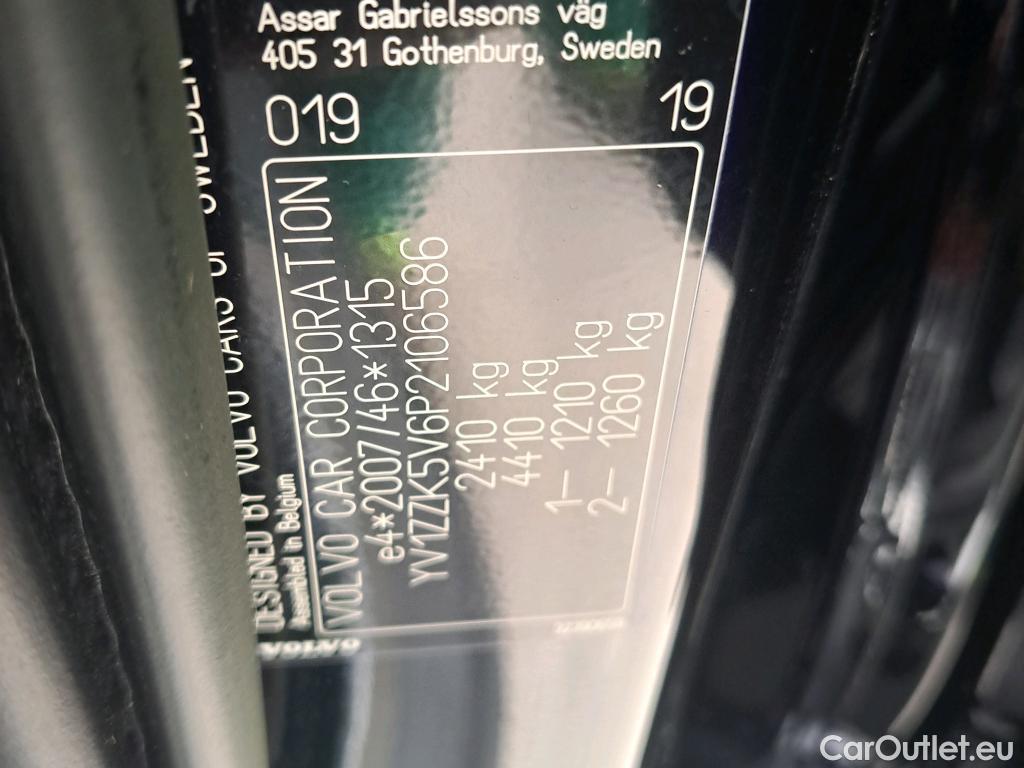 Assar Gabrielssons väg
405 31 Gothenburg, Sweden
019
19
DESIGNED BY VOLVO CARS OF SWEDEN
Assembled in Belgium
VOLVO CAR CORPORATION
e4*2007/46*1315
YV1ZZK5V6P2106586
2410 kg
4410 kg
1– 1210 kg
2– 1260 kg
VOLVO
CarOutlet.eu